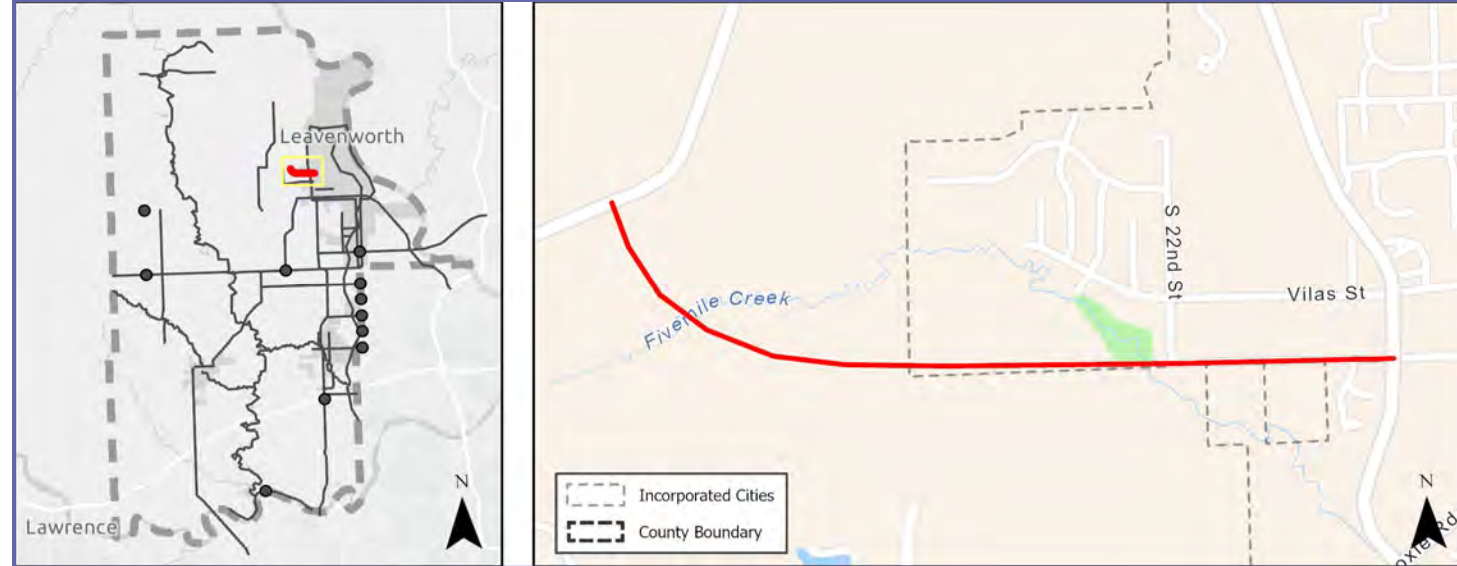 Leavenworth
Lawrence
N
Fivemile Creek
S 22nd St
Vilas St
Incorporated Cities
County Boundary
N